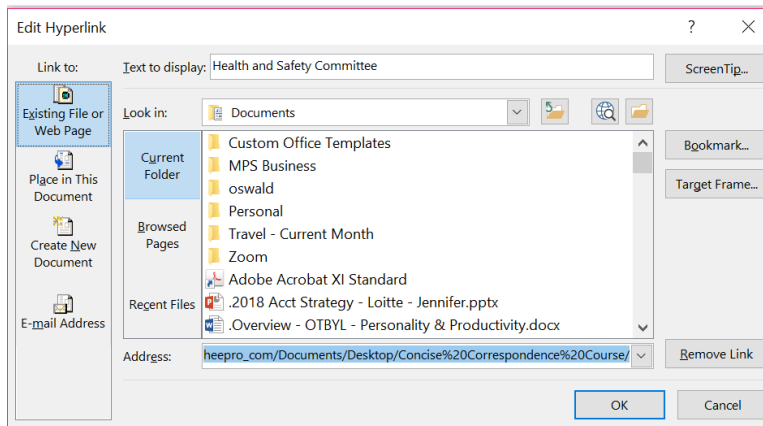 Edit Hyperlink
? ×
Link to:
Text to display: Health and Safety Committee
ScreenTip...
Existing File or
Web Page
Look in: Documents
Current
Folder
Custom Office Templates
MPS Business
oswald
Personal
Travel - Current Month
Zoom
Adobe Acrobat XI Standard
.2018 Acct Strategy - Loitte - Jennifer.pptx
.Overview - OTBYL - Personality & Productivity.docx
Browsed
Pages
Recent Files
Bookmark...
Target Frame...
Place in This
Document
Create New
Document
E-mail Address
Address: heepro_com/Documents/Desktop/Concise%20Correspondence%20Course/
Remove Link
OK
Cancel